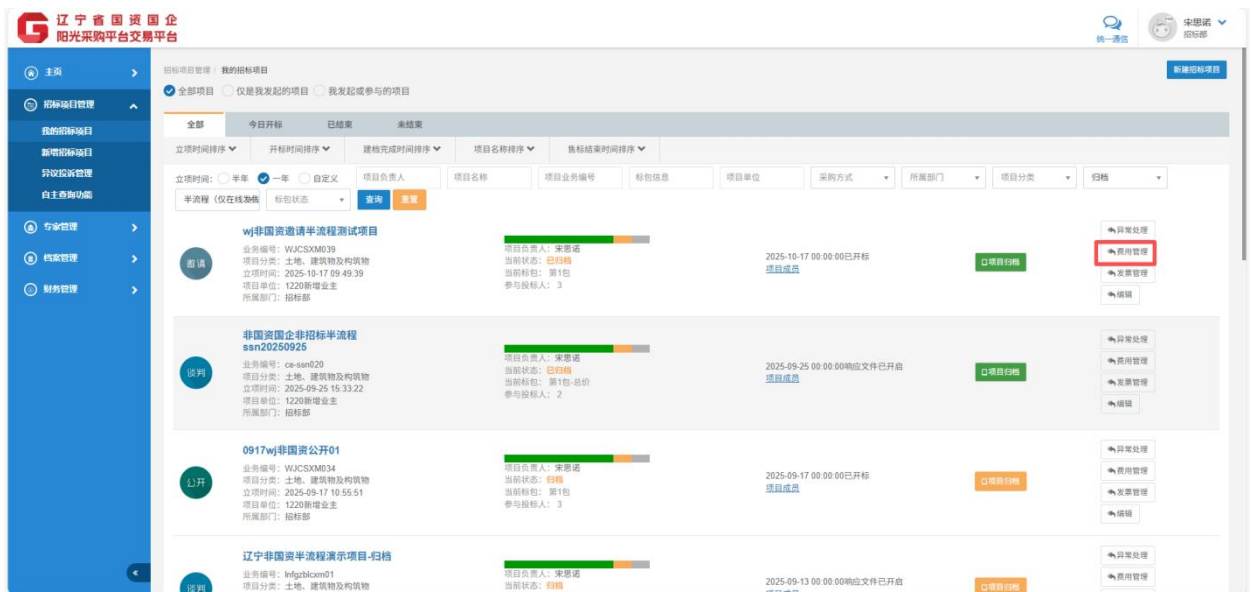 辽宁省国资国企
阳光采购平台交易平台
统一通信
宋思诺
招标部
主页
招标项目管理
我的招标项目
新增招标项目
异议投诉管理
自主查询功能
专家管理
档案管理
财务管理
招标项目管理 / 我的招标项目
新建招标项目
全部项目 仅是我发起的项目 我发起或参与的项目
全部 今日开标 已结束 未结束
立项时间排序 开标时间排序 建档完成时间排序 项目名称排序 售标结束时间排序
立项时间: 半年 一年 自定义 项目负责人 项目名称 项目业务编号 标包信息 项目单位 采购方式 所属部门 项目分类 归档
半流程(仅在线发售 标包状态 查询 重置
邀请
wj非国资邀请半流程测试项目
业务编号: WJCSXM039
项目分类: 土地、建筑物及构筑物
立项时间: 2025-10-17 09:49:39
项目单位: 1220新增业主
所属部门: 招标部
项目负责人: 宋思诺
当前状态: 已归档
当前标包: 第1包
参与投标人: 3
2025-10-17 00:00:00已开标
项目成员
项目归档
异常处理
费用管理
发票管理
编辑
谈判
非国资国企非招标半流程
ssn20250925
业务编号: ce-ssn020
项目分类: 土地、建筑物及构筑物
立项时间: 2025-09-25 15:33:22
项目单位: 1220新增业主
所属部门: 招标部
项目负责人: 宋思诺
当前状态: 已归档
当前标包: 第1包-总价
参与投标人: 2
2025-09-25 00:00:00响应文件已开启
项目成员
项目归档
异常处理
费用管理
发票管理
编辑
公开
0917wj非国资公开01
业务编号: WJCSXM034
项目分类: 土地、建筑物及构筑物
立项时间: 2025-09-17 10:55:51
项目单位: 1220新增业主
所属部门: 招标部
项目负责人: 宋思诺
当前状态: 归档
当前标包: 第1包
参与投标人: 3
2025-09-17 00:00:00已开标
项目成员
项目归档
异常处理
费用管理
发票管理
编辑
谈判
辽宁非国资半流程演示项目-归档
业务编号: lnfgzblcxm01
项目分类: 土地、建筑物及构筑物
项目负责人: 宋思诺
当前状态: 归档
2025-09-13 00:00:00响应文件已开启
项目归档
异常处理
费用管理